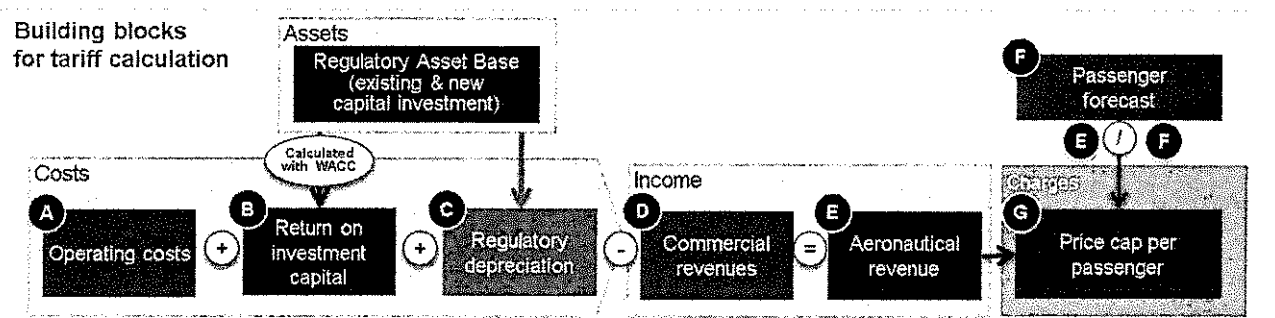 Building blocks
for tariff calculation
Assets
Regulatory Asset Base
(existing & new
capital investment)
F
Passenger
forecast
Calculated
with WACC
E / F
Costs
Income
Charges
A
Operating costs
+
B
Return on
investment
capital
+
C
Regulatory
depreciation
-
D
Commercial
revenues
=
E
Aeronautical
revenue
G
Price cap per
passenger